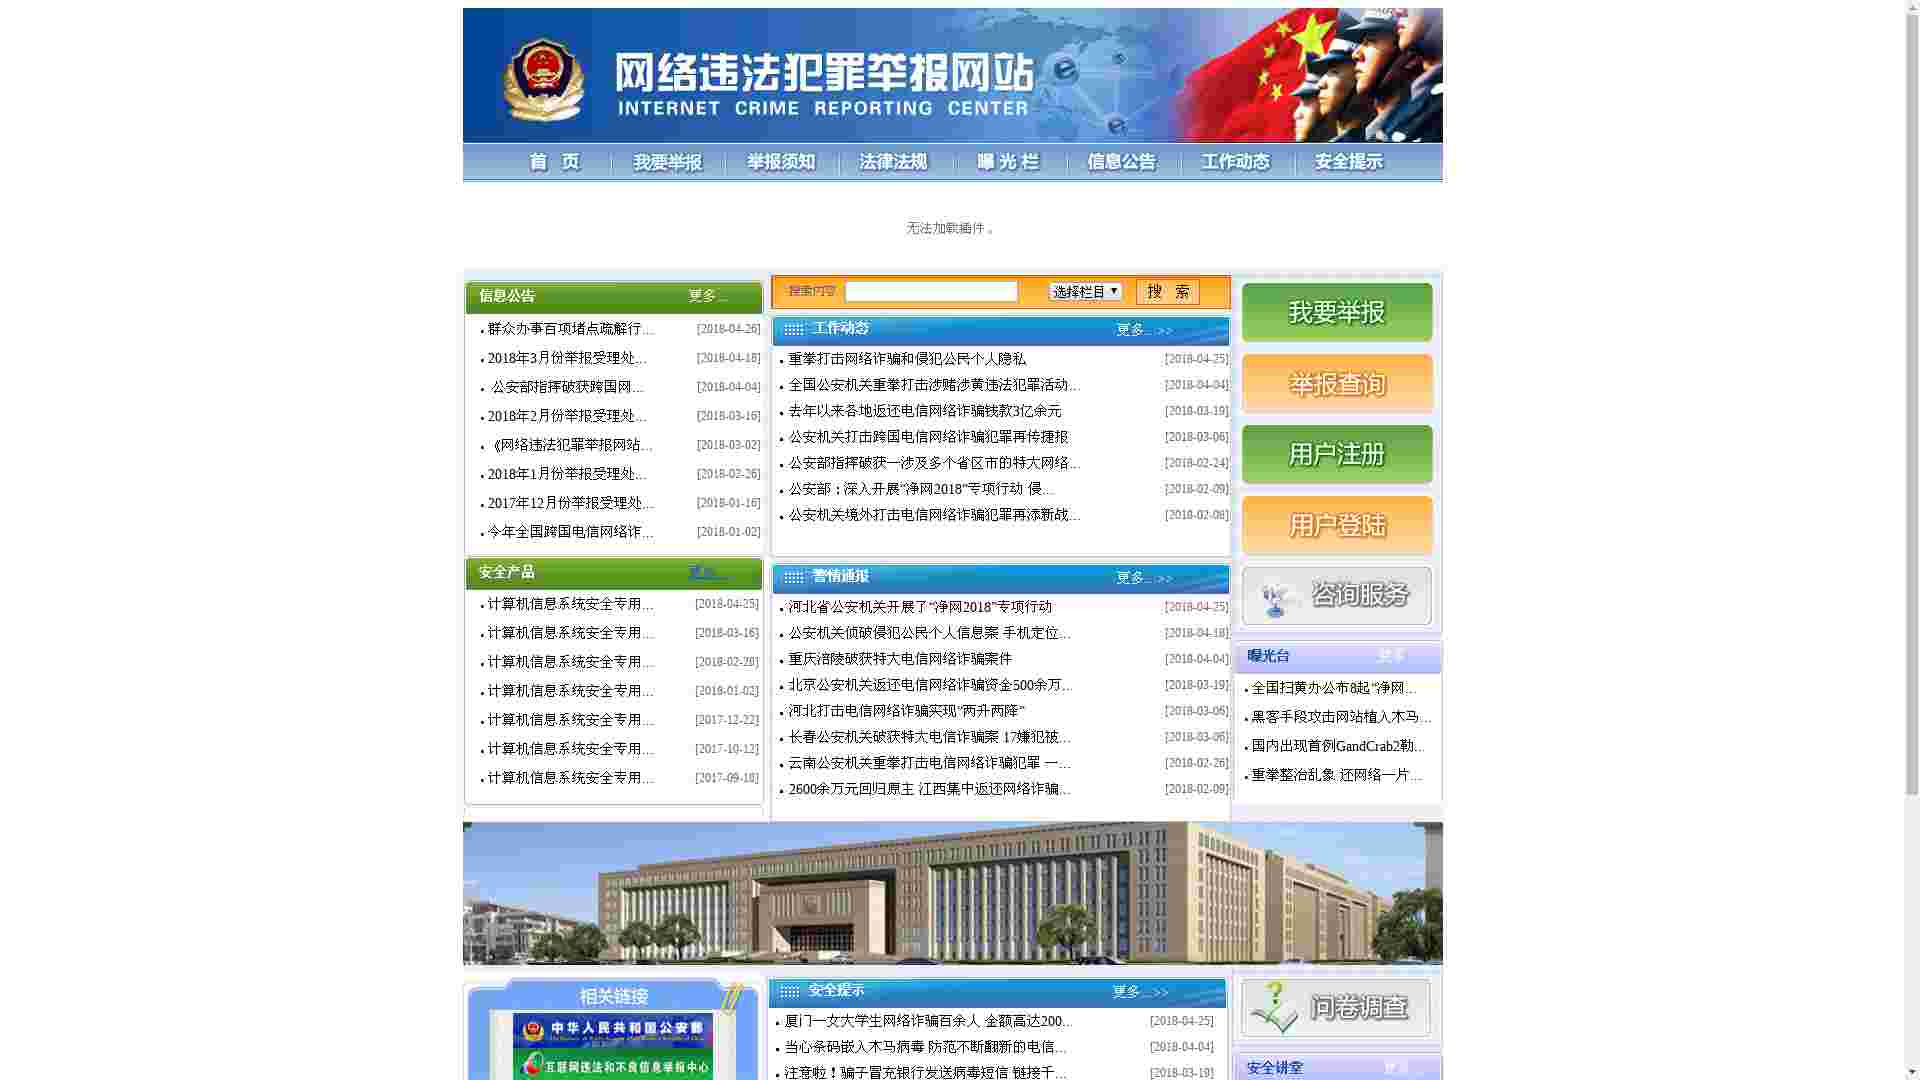 网络违法犯罪举报网站
INTERNET CRIME REPORTING CENTER
首 页 我要举报 举报须知 法律法规 曝 光 栏 信息公告 工作动态 安全提示
无法加载插件。
信息公告 更多...
群众办事百项堵点疏解行... [2018-04-26]
2018年3月份举报受理处... [2018-04-18]
公安部指挥破获跨国网... [2018-04-04]
2018年2月份举报受理处... [2018-03-16]
《网络违法犯罪举报网站... [2018-03-02]
2018年1月份举报受理处... [2018-02-26]
2017年12月份举报受理处... [2018-01-16]
今年全国跨国电信网络诈... [2018-01-02]
安全产品 更多...
计算机信息系统安全专用... [2018-04-25]
计算机信息系统安全专用... [2018-03-16]
计算机信息系统安全专用... [2018-02-28]
计算机信息系统安全专用... [2018-01-02]
计算机信息系统安全专用... [2017-12-22]
计算机信息系统安全专用... [2017-10-12]
计算机信息系统安全专用... [2017-09-18]
搜索内容 选择栏目 搜 索
工作动态 更多... >>
重拳打击网络诈骗和侵犯公民个人隐私 [2018-04-25]
全国公安机关重拳打击涉赌涉黄违法犯罪活动... [2018-04-04]
去年以来各地返还电信网络诈骗钱款3亿余元 [2018-03-19]
公安机关打击跨国电信网络诈骗犯罪再传捷报 [2018-03-06]
公安部指挥破获一涉及多个省区市的特大网络... [2018-02-24]
公安部：深入开展“净网2018”专项行动 侵... [2018-02-09]
公安机关境外打击电信网络诈骗犯罪再添新战... [2018-02-08]
警情通报 更多... >>
河北省公安机关开展了“净网2018”专项行动 [2018-04-25]
公安机关侦破侵犯公民个人信息案 手机定位... [2018-04-18]
重庆涪陵破获特大电信网络诈骗案件 [2018-04-04]
北京公安机关返还电信网络诈骗资金500余万... [2018-03-19]
河北打击电信网络诈骗实现“两升两降” [2018-03-06]
长春公安机关破获特大电信诈骗案 17嫌犯被... [2018-03-06]
云南公安机关重拳打击电信网络诈骗犯罪 一... [2018-02-26]
2600余万元回归原主 江西集中返还网络诈骗... [2018-02-09]
我要举报
举报查询
用户注册
用户登陆
咨询服务
曝光台 更多
全国扫黄办公布8起“净网...
黑客手段攻击网站植入木马...
国内出现首例GandCrab2勒...
重拳整治乱象 还网络一片...
相关链接
中华人民共和国公安部
互联网违法和不良信息举报中心
安全提示 更多... >>
厦门一女大学生网络诈骗百余人 金额高达200... [2018-04-25]
当心条码嵌入木马病毒 防范不断翻新的电信... [2018-04-04]
注意啦！骗子冒充银行发送病毒短信 链接千... [2018-03-19]
问卷调查
安全讲堂